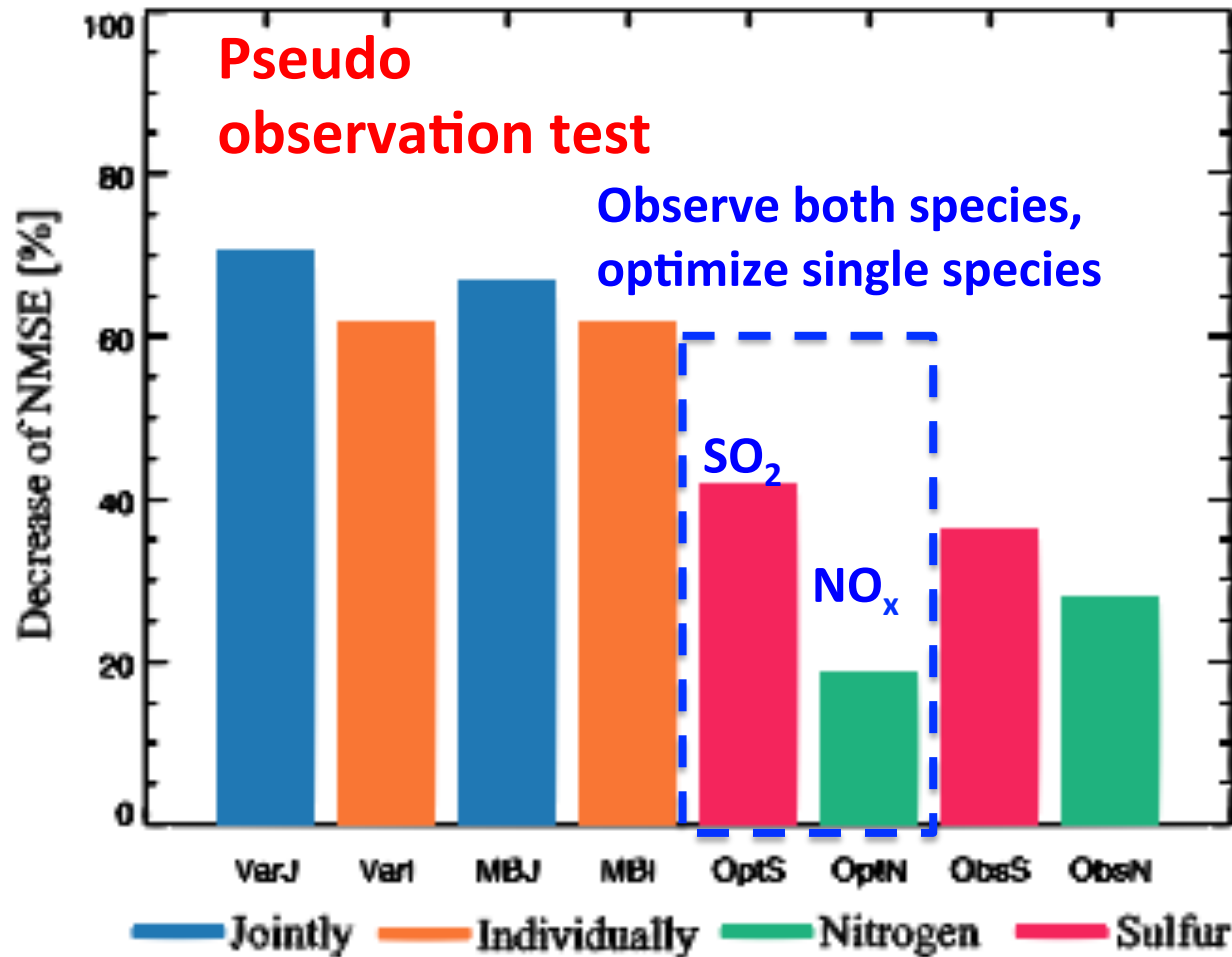 Pseudo
observation test
Observe both species,
optimize single species
Decrease of NMSE [%]
100
80
60
40
20
0
SO₂
NOₓ
VarJ VarI MBJ MBI OptS OptN ObsS ObsN
Jointly Individually Nitrogen Sulfur